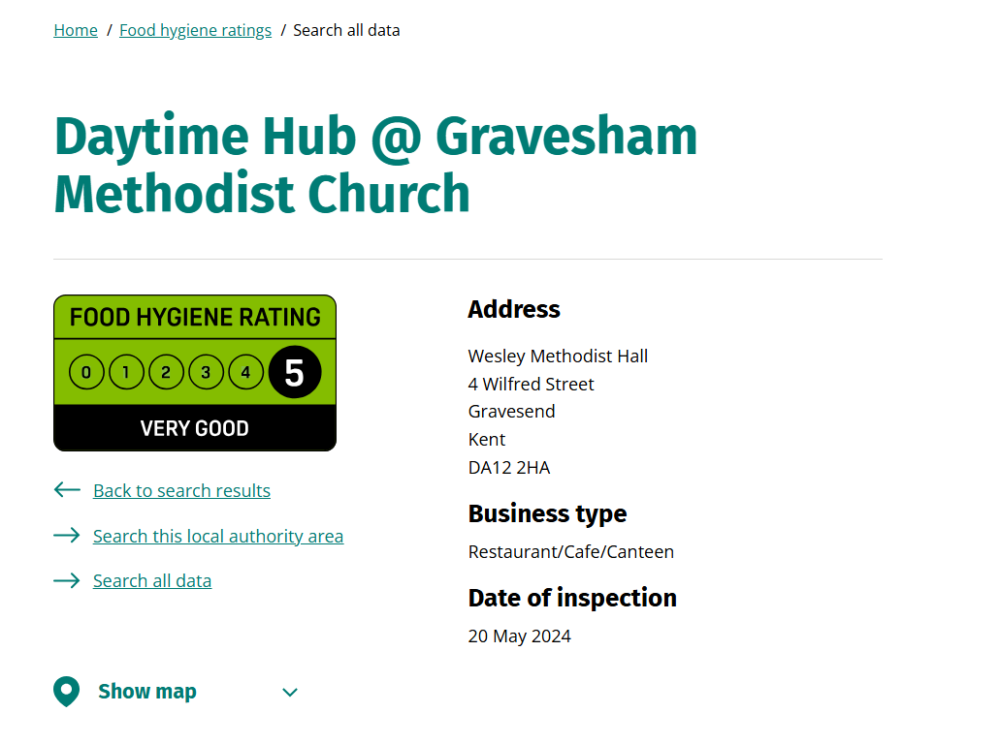 Home / Food hygiene ratings / Search all data
Daytime Hub @ Gravesham
Methodist Church
FOOD HYGIENE RATING
0 1 2 3 4 5
VERY GOOD
Back to search results
Search this local authority area
Search all data
Show map
Address
Wesley Methodist Hall
4 Wilfred Street
Gravesend
Kent
DA12 2HA
Business type
Restaurant/Cafe/Canteen
Date of inspection
20 May 2024